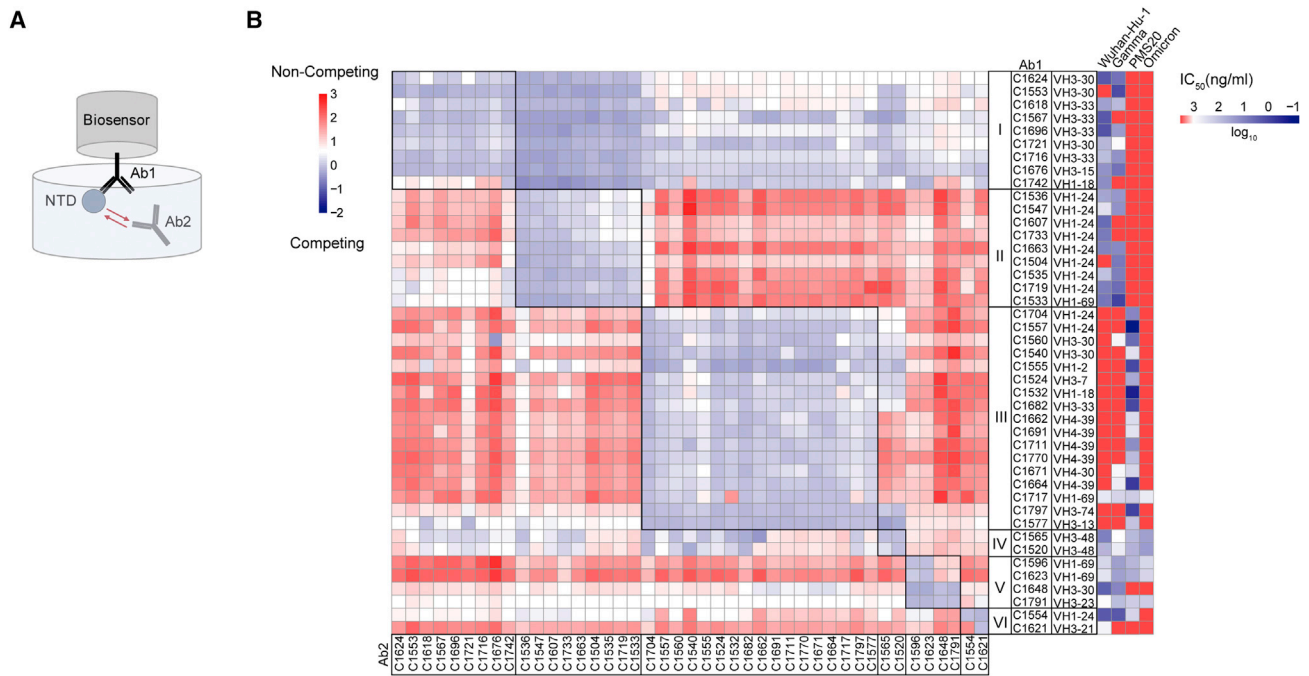 A
B
Biosensor
Ab1
NTD
Ab2
Non-Competing
3
2
1
0
−1
−2
Competing
Ab1
Wuhan-Hu-1
Gamma
PMS20
Omicron
IC50(ng/ml)
3 2 1 0 -1
log10
I
C1624 VH3-30
C1553 VH3-30
C1618 VH3-33
C1567 VH3-33
C1696 VH3-33
C1721 VH3-30
C1716 VH3-33
C1676 VH3-15
C1742 VH1-18
II
C1536 VH1-24
C1547 VH1-24
C1607 VH1-24
C1733 VH1-24
C1663 VH1-24
C1504 VH1-24
C1535 VH1-24
C1719 VH1-24
C1533 VH1-69
III
C1704 VH1-24
C1557 VH1-24
C1560 VH3-30
C1540 VH3-30
C1555 VH1-2
C1524 VH3-7
C1532 VH1-18
C1682 VH3-33
C1662 VH4-39
C1691 VH4-39
C1711 VH4-39
C1770 VH4-39
C1671 VH4-30
C1664 VH4-39
C1717 VH1-69
C1797 VH3-74
C1577 VH3-13
IV
C1565 VH3-48
C1520 VH3-48
V
C1596 VH1-69
C1623 VH1-69
C1648 VH3-30
C1791 VH3-23
VI
C1554 VH1-24
C1621 VH3-21
Ab2
C1624
C1553
C1618
C1567
C1696
C1721
C1716
C1676
C1742
C1536
C1547
C1607
C1733
C1663
C1504
C1535
C1719
C1533
C1704
C1557
C1560
C1540
C1555
C1524
C1532
C1682
C1662
C1691
C1711
C1770
C1671
C1664
C1717
C1797
C1577
C1565
C1520
C1596
C1623
C1648
C1791
C1554
C1621